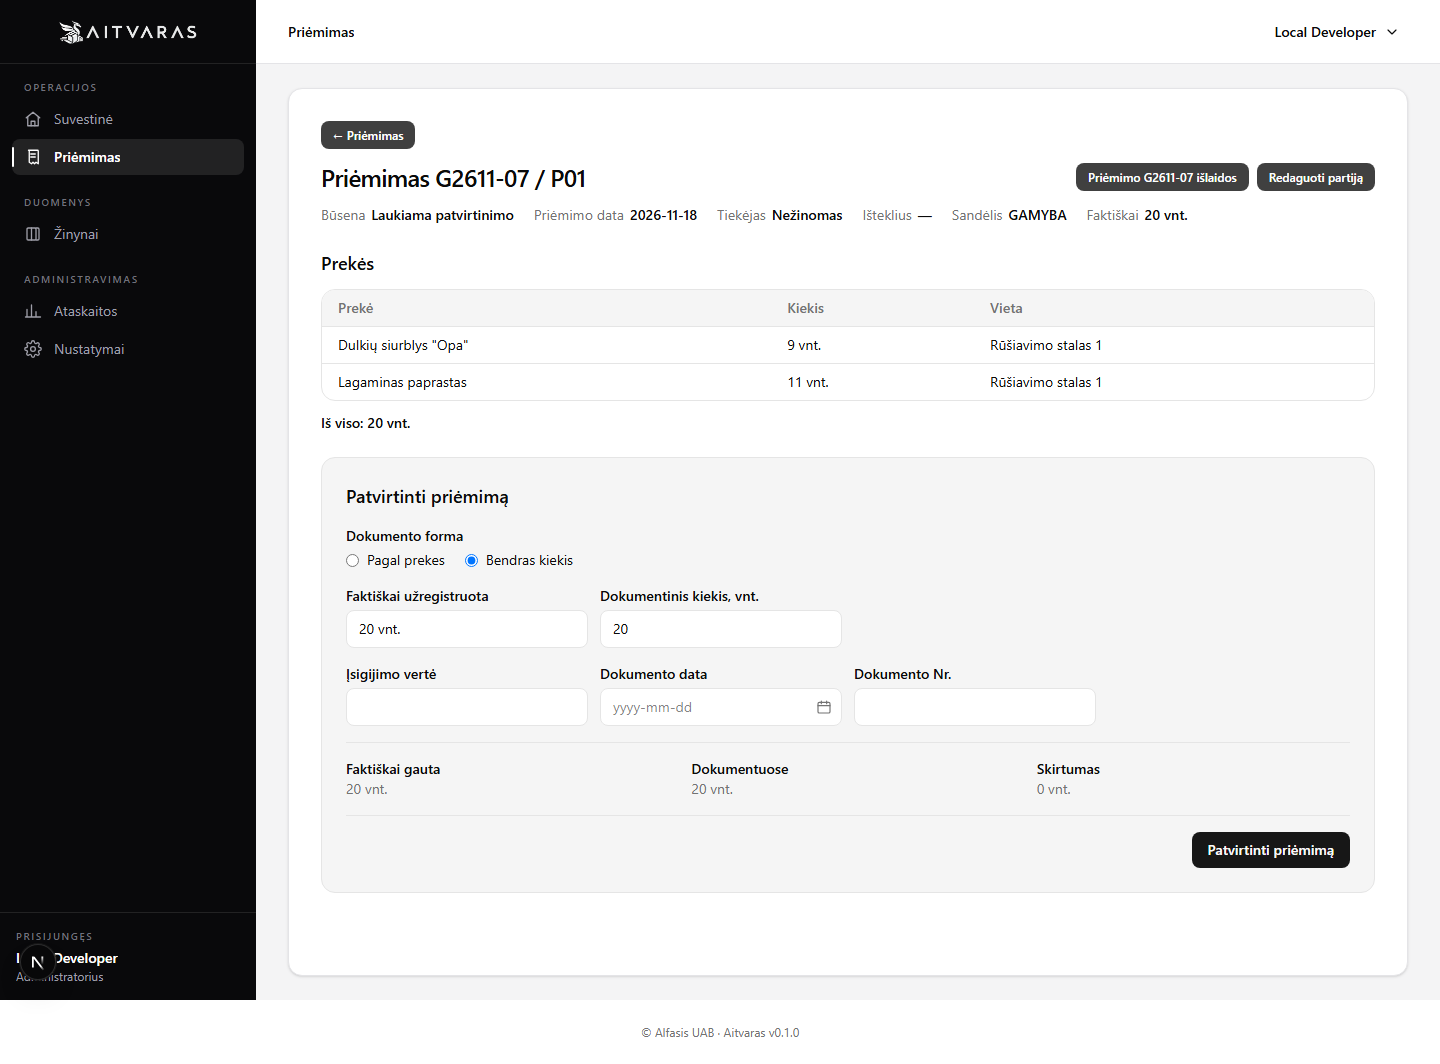 AITVARAS
Priėmimas
Local Developer
OPERACIJOS
Suvestinė
Priėmimas
DUOMENYS
Žinynai
ADMINISTRAVIMAS
Ataskaitos
Nustatymai
← Priėmimas
Priėmimas G2611-07 / P01
Priėmimo G2611-07 išlaidos
Redaguoti partiją
Būsena Laukiama patvirtinimo Priėmimo data 2026-11-18 Tiekėjas Nežinomas Išteklius — Sandėlis GAMYBA Faktiškai 20 vnt.
Prekės
Prekė Kiekis Vieta
Dulkių siurblys "Opa" 9 vnt. Rūšiavimo stalas 1
Lagaminas paprastas 11 vnt. Rūšiavimo stalas 1
Iš viso: 20 vnt.
Patvirtinti priėmimą
Dokumento forma
Pagal prekes Bendras kiekis
Faktiškai užregistruota Dokumentinis kiekis, vnt.
20 vnt. 20
Įsigijimo vertė Dokumento data Dokumento Nr.
yyyy-mm-dd
Faktiškai gauta Dokumentuose Skirtumas
20 vnt. 20 vnt. 0 vnt.
Patvirtinti priėmimą
PRISIJUNGĘS
N
Developer
© Alfasis UAB · Aitvaras v0.1.0